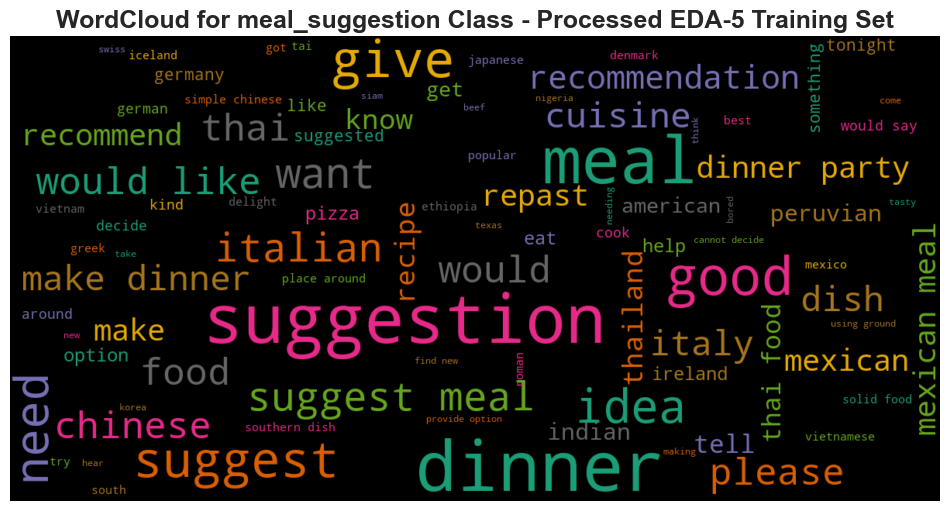 WordCloud for meal_suggestion Class - Processed EDA-5 Training Set
swiss
iceland
got
tai
give
japanese
denmark
tonight
germany
get
recommendation
something
simple chinese
siam
nigeria
come
german
like
know
beef
cuisine
think
best
would say
recommend
thai
suggested
meal
popular
dinner party
would like
want
repast
needing
american
bored
tasty
vietnam
kind
delight
pizza
recipe
ethiopia
peruvian
decide
texas
cook
greek
take
italian
eat
help
cannot decide
place around
would
thailand
good
mexico
mexican meal
make dinner
dish
around
new
make
suggestion
italy
thai food
using ground
option
food
find new
woman
mexican
ireland
need
suggest meal
idea
solid food
korea
chinese
southern dish
provide option
indian
tell
vietnamese
try
hear
suggest
dinner
making
please
south